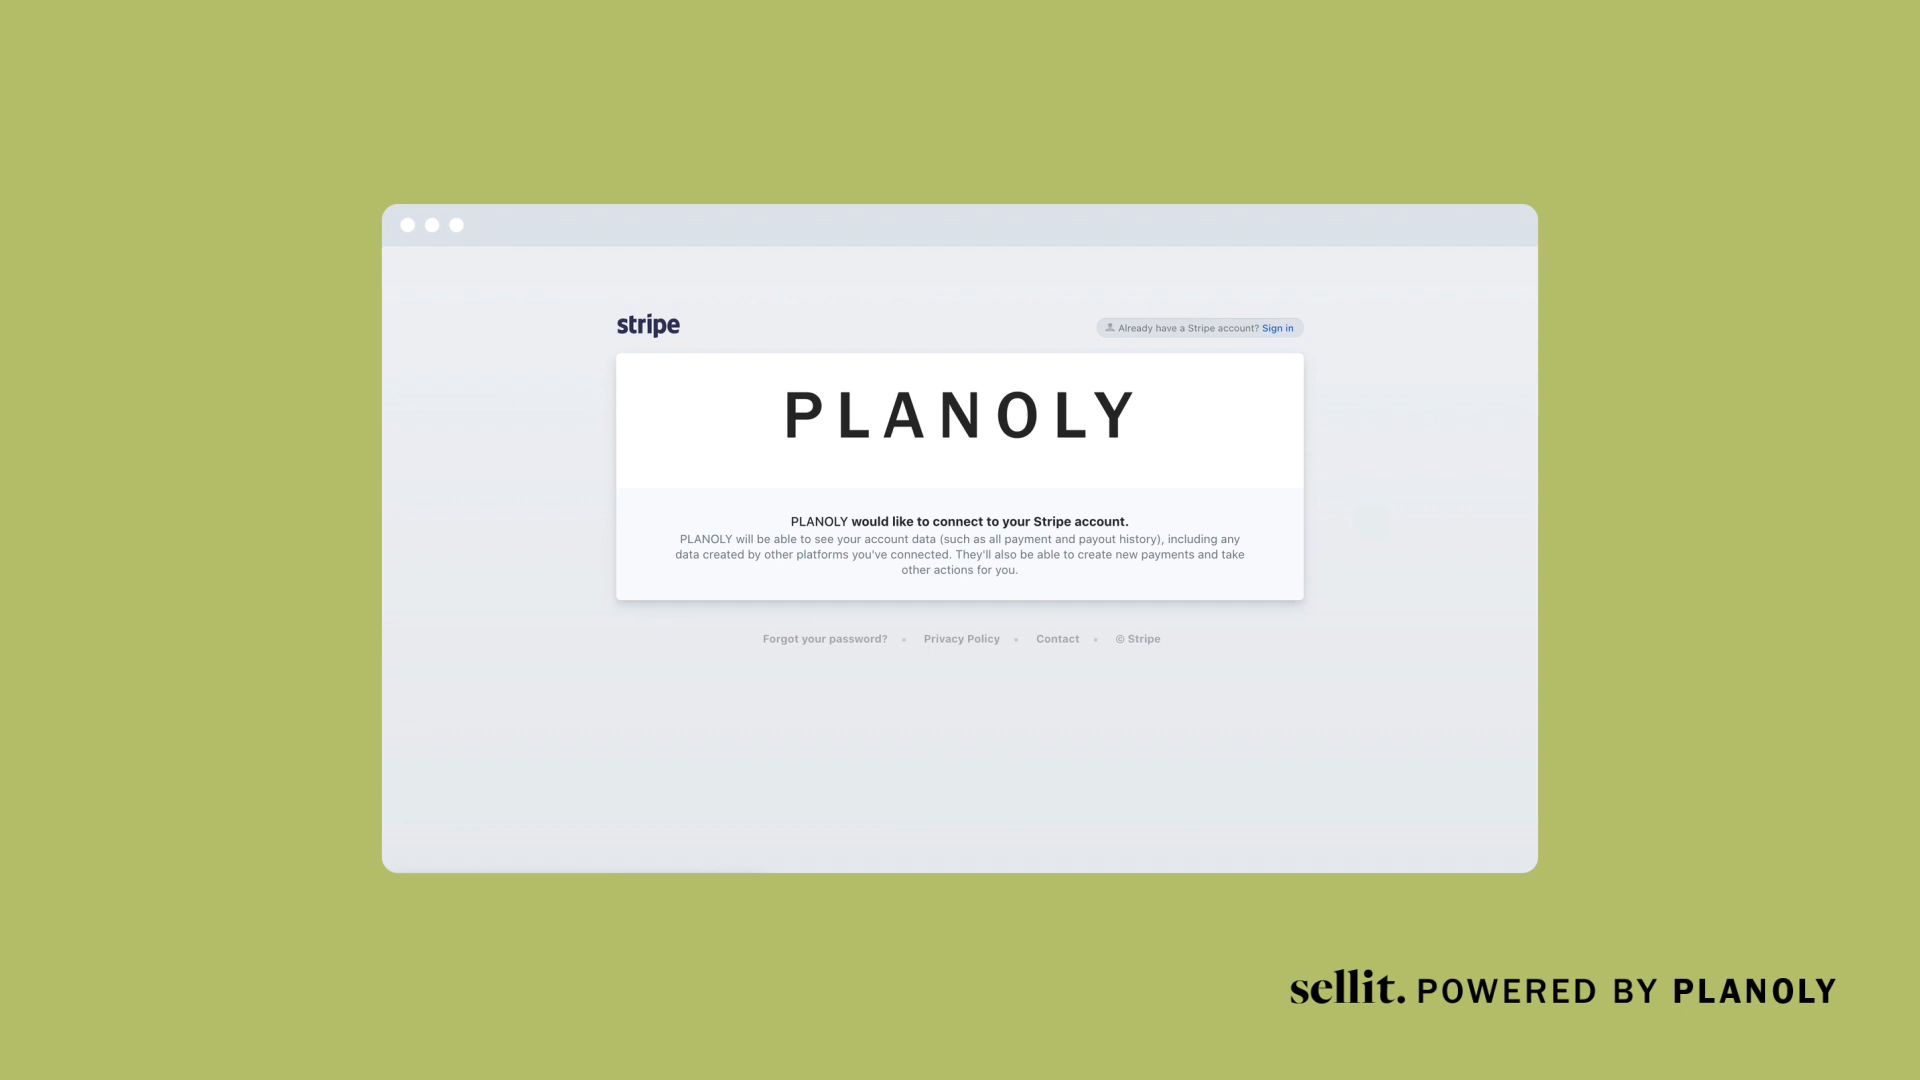 stripe
Already have a Stripe account? Sign in
PLANOLY
PLANOLY would like to connect to your Stripe account.
PLANOLY will be able to see your account data (such as all payment and payout history), including any
data created by other platforms you've connected. They'll also be able to create new payments and take
other actions for you.
Forgot your password? • Privacy Policy • Contact • © Stripe
sellit. POWERED BY PLANOLY